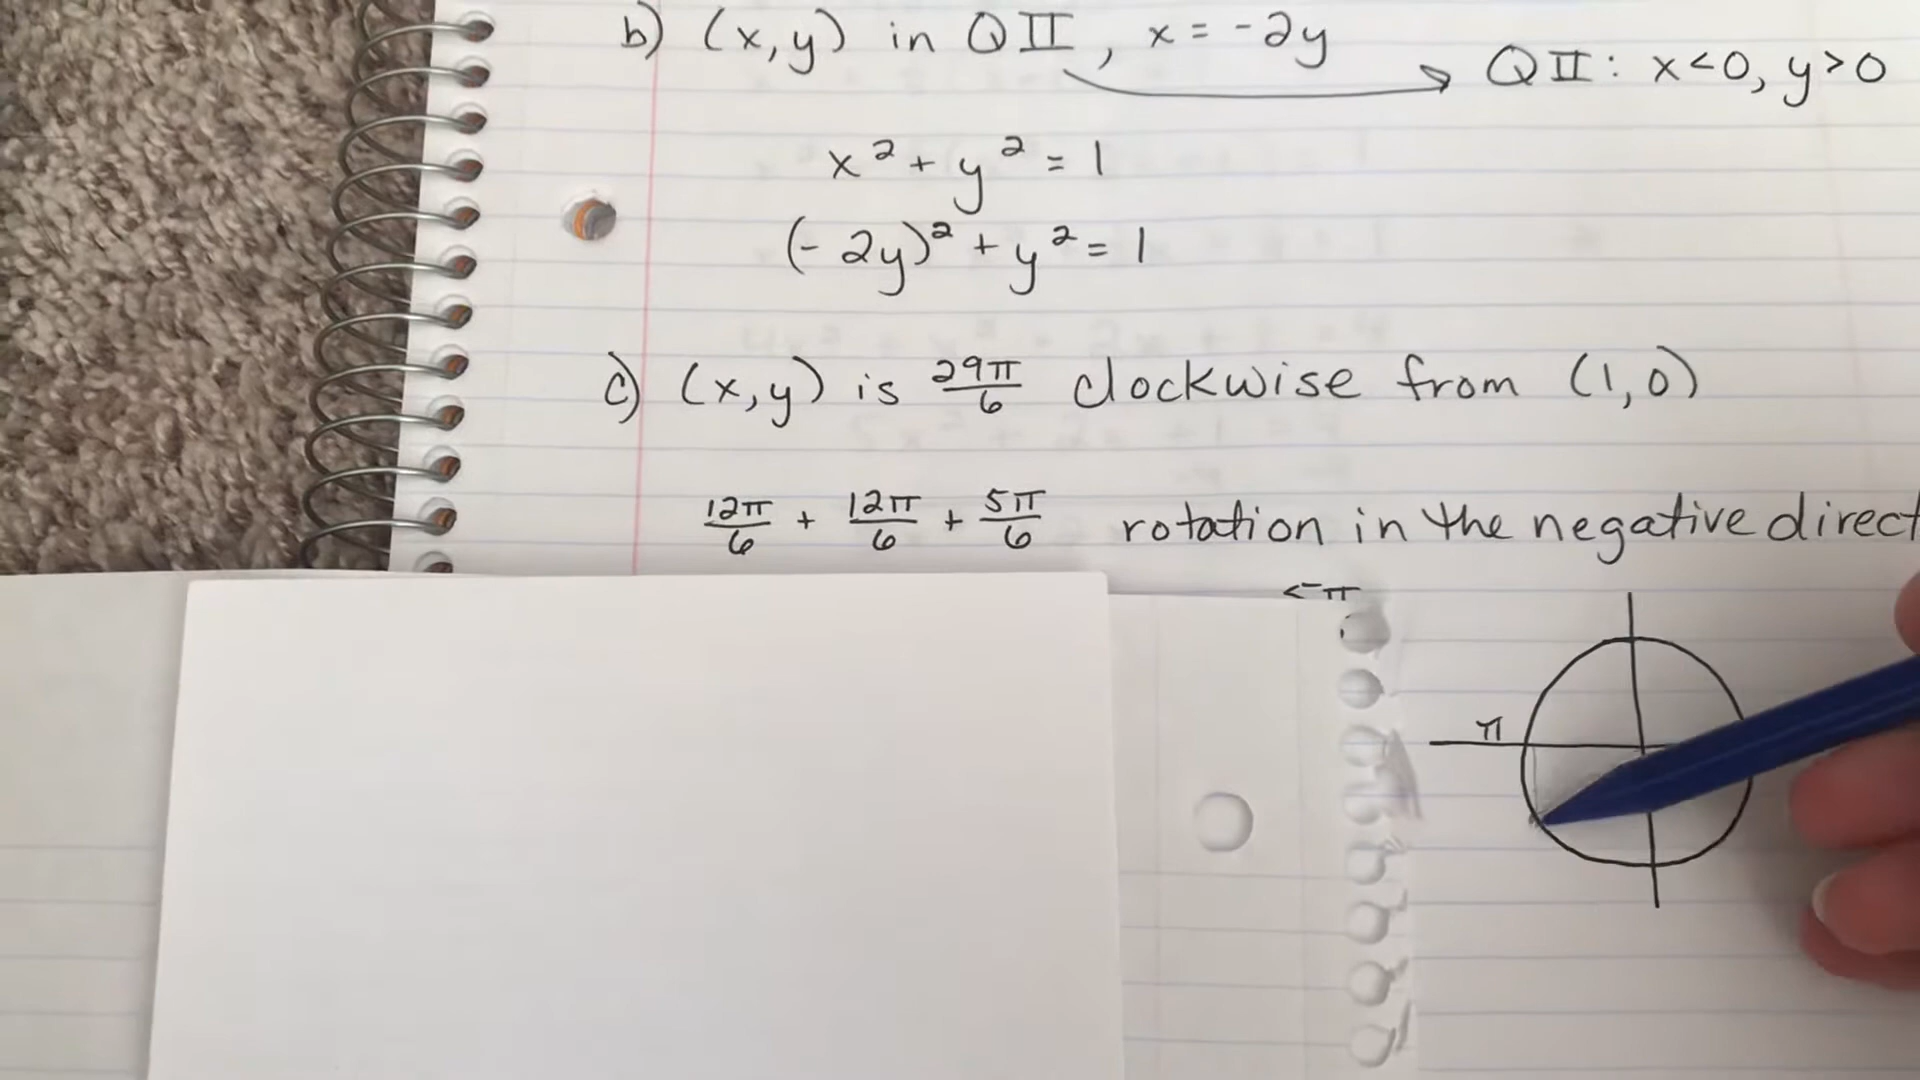 b) (x,y) in QII, x = -2y
QII: x<0, y>0
x² + y² = 1
(-2y)² + y² = 1
c) (x,y) is 29π/6 clockwise from (1,0)
12π/6 + 12π/6 + 5π/6 rotation in the negative direct
<π
π